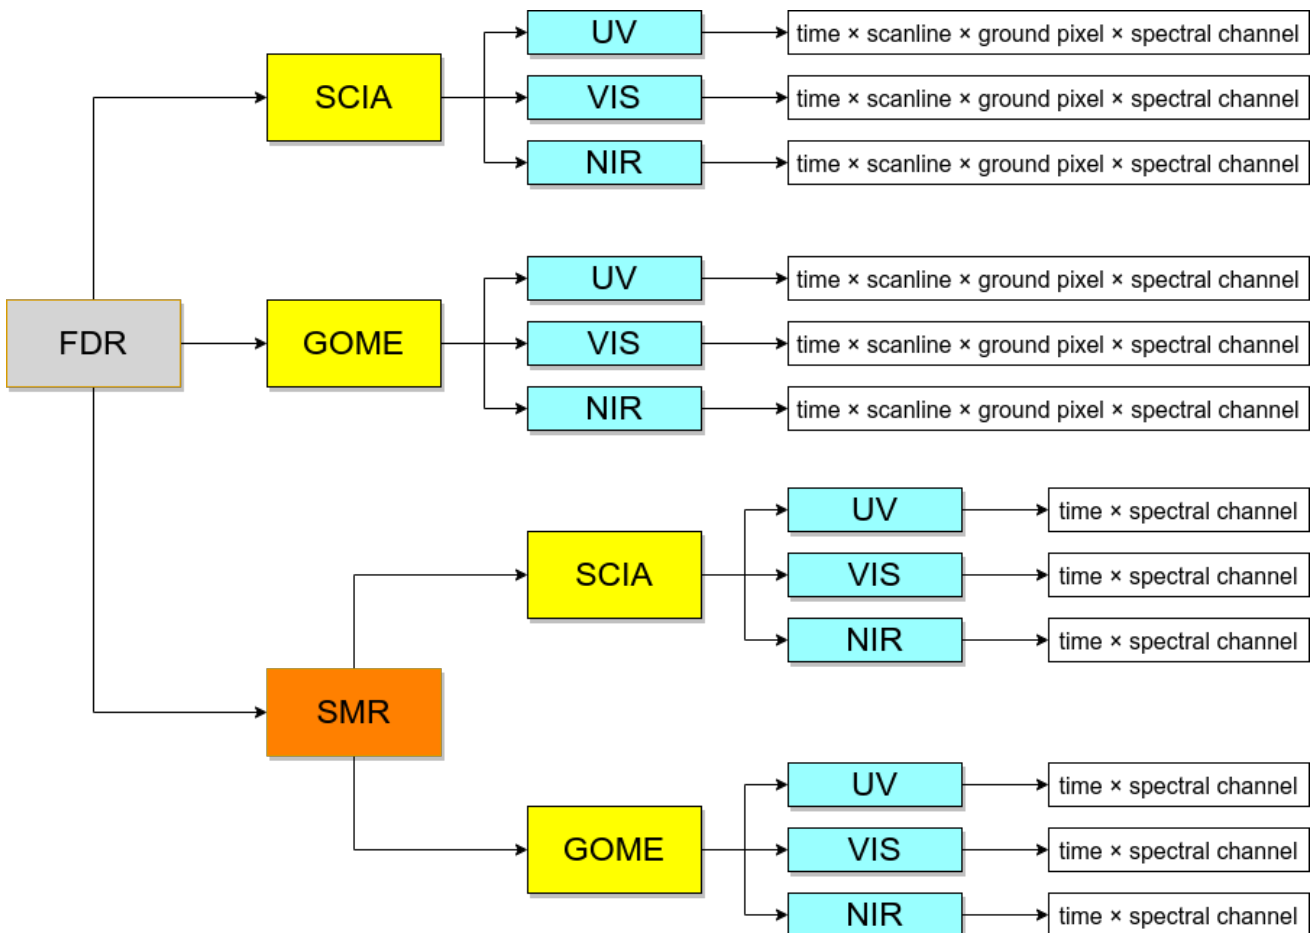 UV
time × scanline × ground pixel × spectral channel
SCIA
VIS
time × scanline × ground pixel × spectral channel
NIR
time × scanline × ground pixel × spectral channel
UV
time × scanline × ground pixel × spectral channel
FDR
GOME
VIS
time × scanline × ground pixel × spectral channel
NIR
time × scanline × ground pixel × spectral channel
UV
time × spectral channel
SCIA
VIS
time × spectral channel
NIR
time × spectral channel
SMR
UV
time × spectral channel
GOME
VIS
time × spectral channel
NIR
time × spectral channel